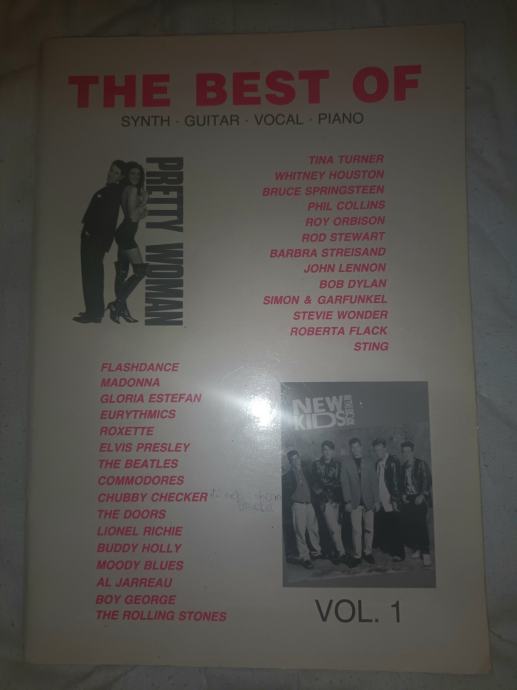 THE BEST OF
SYNTH · GUITAR · VOCAL · PIANO
PRETTY WOMAN
TINA TURNER
WHITNEY HOUSTON
BRUCE SPRINGSTEEN
PHIL COLLINS
ROY ORBISON
ROD STEWART
BARBRA STREISAND
JOHN LENNON
BOB DYLAN
SIMON & GARFUNKEL
STEVIE WONDER
ROBERTA FLACK
STING
FLASHDANCE
MADONNA
GLORIA ESTEFAN
EURYTHMICS
ROXETTE
ELVIS PRESLEY
THE BEATLES
COMMODORES
CHUBBY CHECKER
THE DOORS
LIONEL RICHIE
BUDDY HOLLY
MOODY BLUES
AL JARREAU
BOY GEORGE
THE ROLLING STONES
NEW
KIDS
VOL. 1